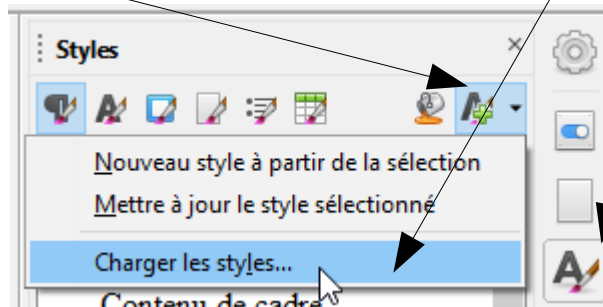 Styles
Nouveau style à partir de la sélection
Mettre à jour le style sélectionné
Charger les styles...
Contenu de cadre